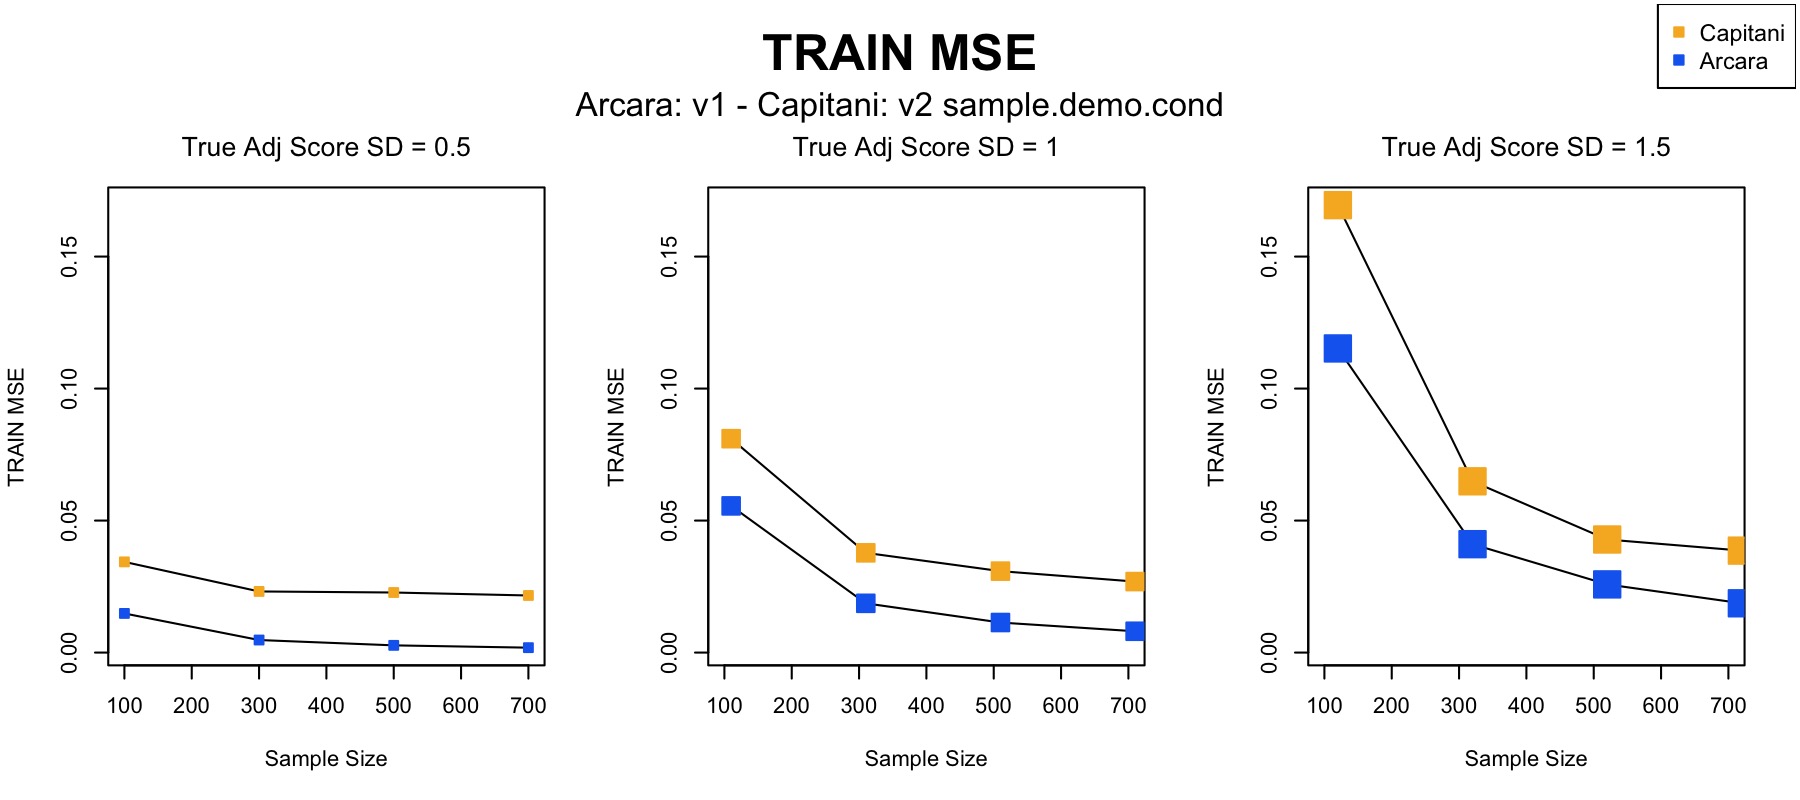 TRAIN MSE
Arcara: v1 - Capitani: v2 sample.demo.cond
Capitani
Arcara
True Adj Score SD = 0.5
TRAIN MSE
0.00 0.05 0.10 0.15
100 200 300 400 500 600 700
Sample Size
True Adj Score SD = 1
TRAIN MSE
0.00 0.05 0.10 0.15
100 200 300 400 500 600 700
Sample Size
True Adj Score SD = 1.5
TRAIN MSE
0.00 0.05 0.10 0.15
100 200 300 400 500 600 700
Sample Size